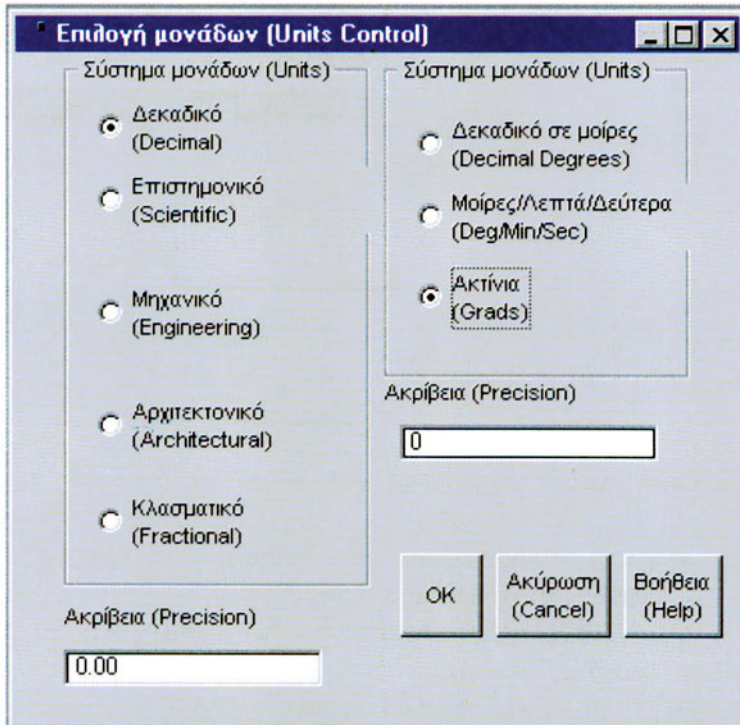 Επιλογή μονάδων (Units Control)
Σύστημα μονάδων (Units)
Δεκαδικό
(Decimal)
Επιστημονικό
(Scientific)
Μηχανικό
(Engineering)
Αρχιτεκτονικό
(Architectural)
Κλασματικό
(Fractional)
Ακρίβεια (Precision)
0.00
Σύστημα μονάδων (Units)
Δεκαδικό σε μοίρες
(Decimal Degrees)
Μοίρες/Λεπτά/Δεύτερα
(Deg/Min/Sec)
Ακτίνια
(Grads)
Ακρίβεια (Precision)
0
OK
Ακύρωση
(Cancel)
Βοήθεια
(Help)